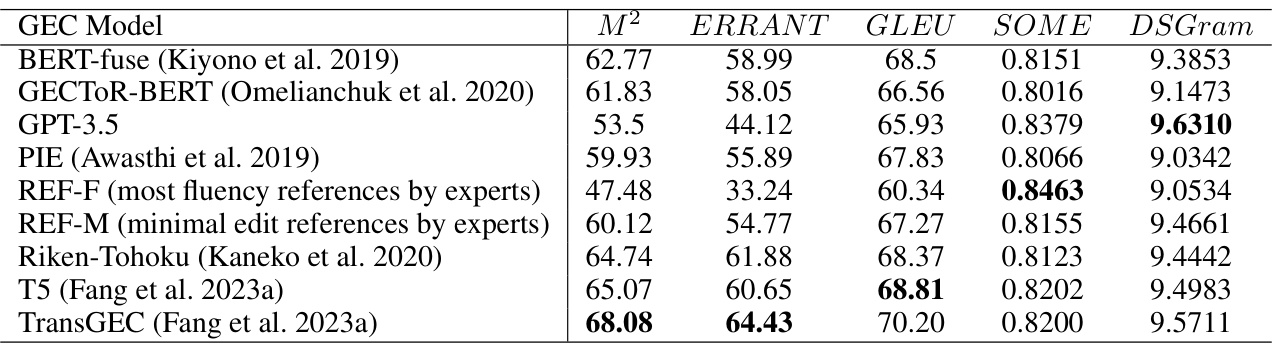 GEC Model M² ERRANT GLEU SOME DSGram
BERT-fuse (Kiyono et al. 2019) 62.77 58.99 68.5 0.8151 9.3853
GECToR-BERT (Omelianchuk et al. 2020) 61.83 58.05 66.56 0.8016 9.1473
GPT-3.5 53.5 44.12 65.93 0.8379 9.6310
PIE (Awasthi et al. 2019) 59.93 55.89 67.83 0.8066 9.0342
REF-F (most fluency references by experts) 47.48 33.24 60.34 0.8463 9.0534
REF-M (minimal edit references by experts) 60.12 54.77 67.27 0.8155 9.4661
Riken-Tohoku (Kaneko et al. 2020) 64.74 61.88 68.37 0.8123 9.4442
T5 (Fang et al. 2023a) 65.07 60.65 68.81 0.8202 9.4983
TransGEC (Fang et al. 2023a) 68.08 64.43 70.20 0.8200 9.5711